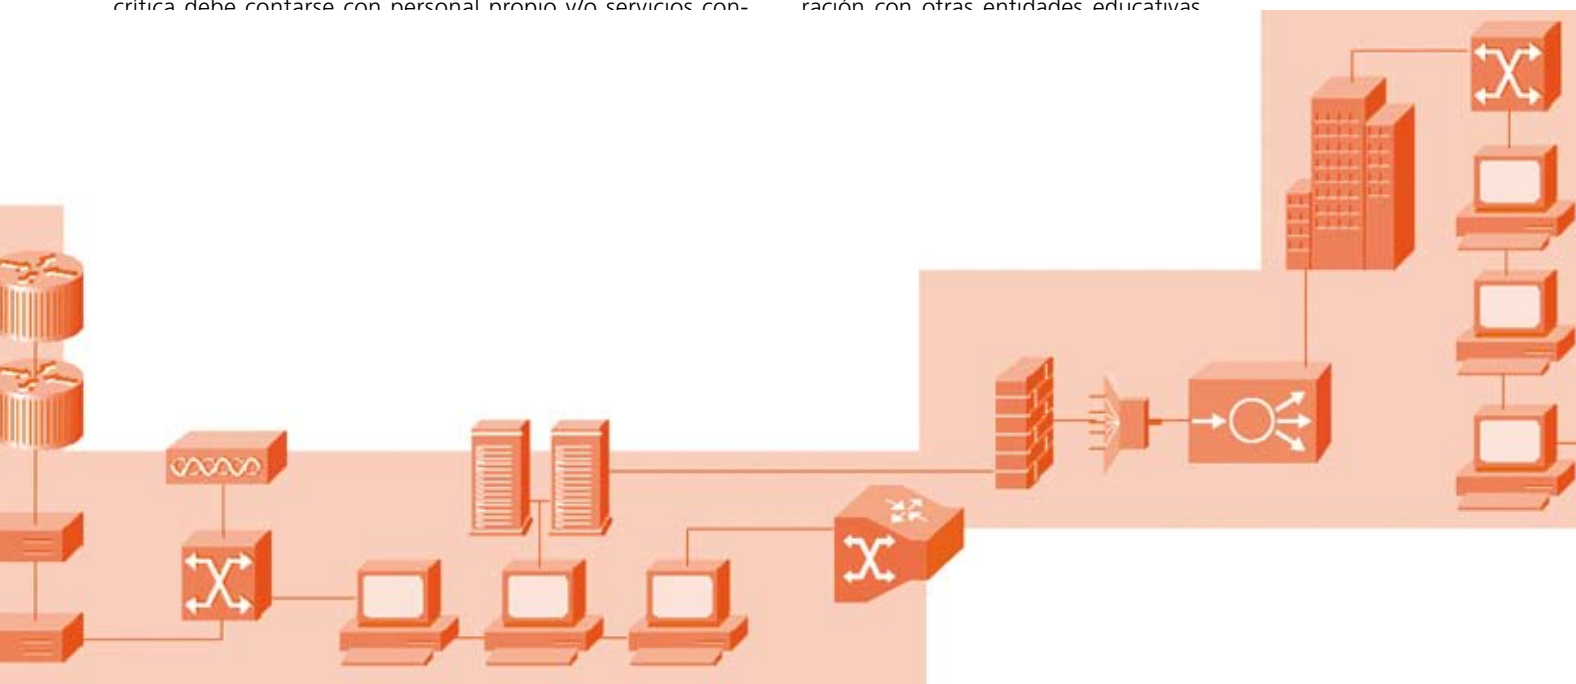 crítica debe contarse con personal propio y/o servicios con-
ración con otras entidades educativas